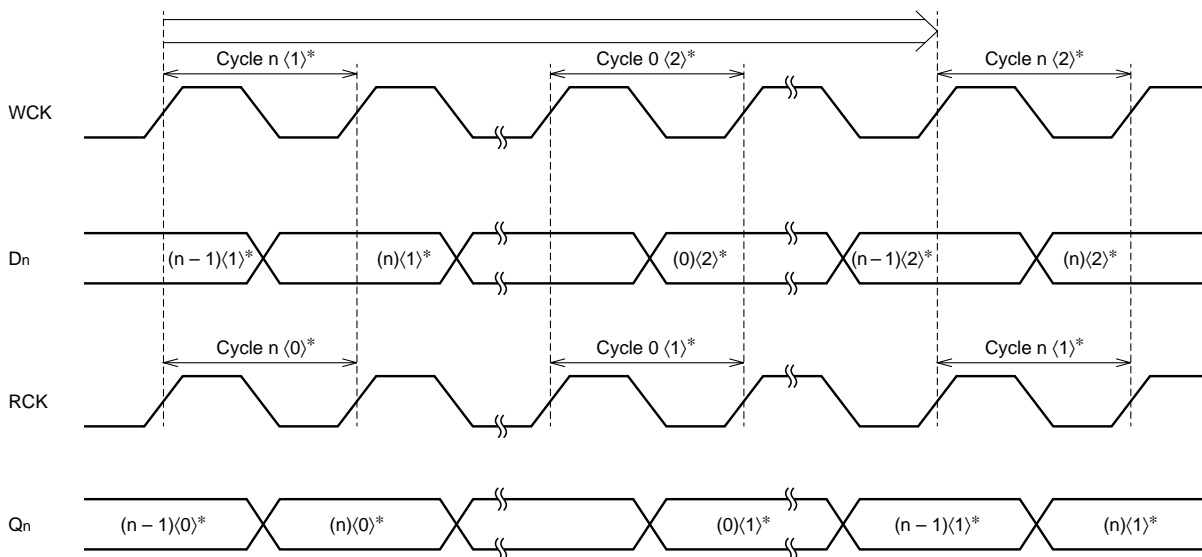 Cycle n ⟨1⟩* Cycle 0 ⟨2⟩* Cycle n ⟨2⟩*
WCK
Dn (n – 1)⟨1⟩* (n)⟨1⟩* (0)⟨2⟩* (n–1)⟨2⟩* (n)⟨2⟩*
Cycle n ⟨0⟩* Cycle 0 ⟨1⟩* Cycle n ⟨1⟩*
RCK
Qn (n – 1)⟨0⟩* (n)⟨0⟩* (0)⟨1⟩* (n – 1)⟨1⟩* (n)⟨1⟩*